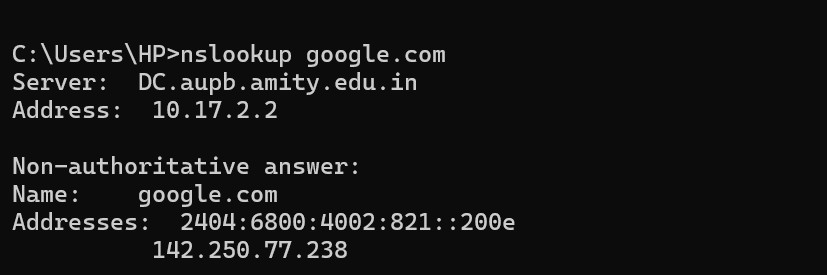 C:\Users\HP>nslookup google.com
Server:  DC.aupb.amity.edu.in
Address:  10.17.2.2

Non-authoritative answer:
Name:    google.com
Addresses:  2404:6800:4002:821::200e
          142.250.77.238